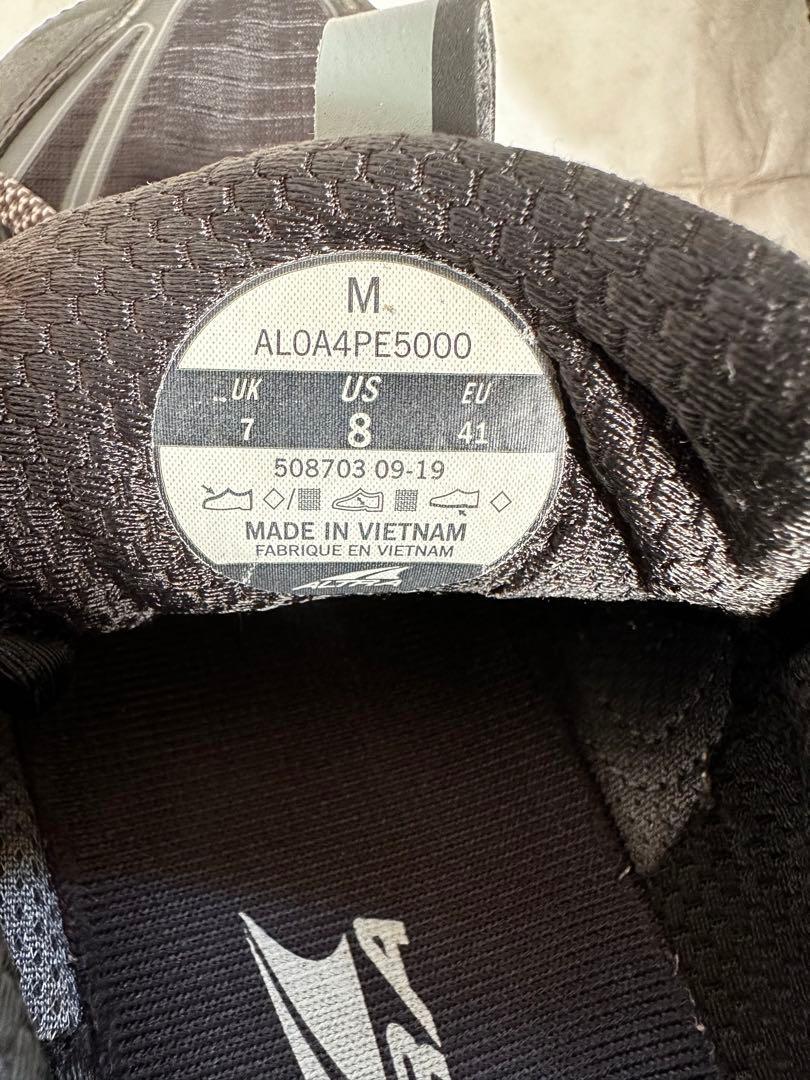 M
AL0A4PE5000
UK US EU
7 8 41
508703 09-19
MADE IN VIETNAM
FABRIQUE EN VIETNAM